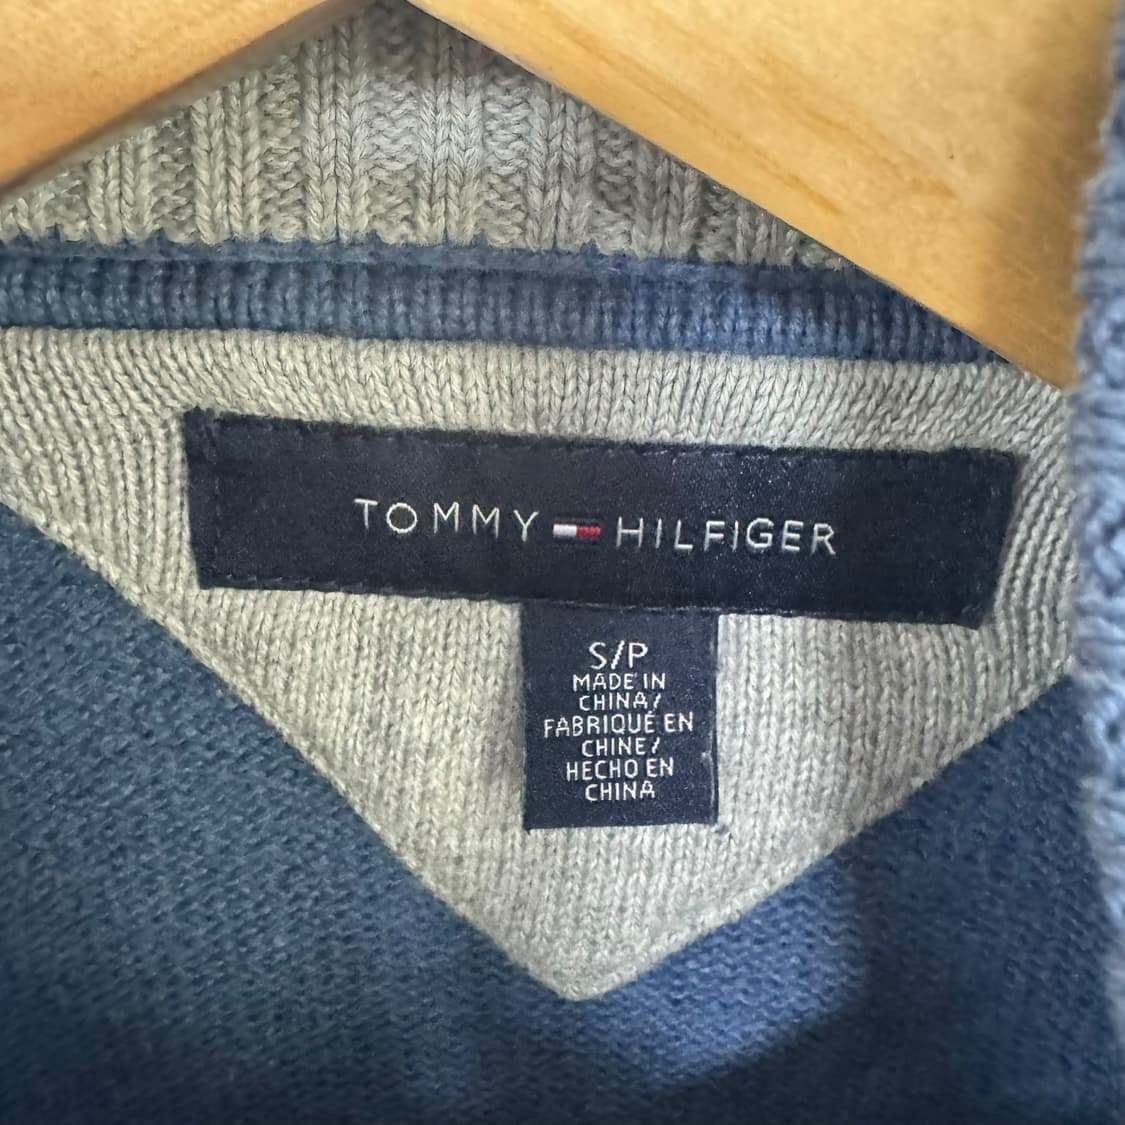 TOMMY HILFIGER
S/P
MADE IN
CHINA/
FABRIQUÉ EN
CHINE/
HECHO EN
CHINA